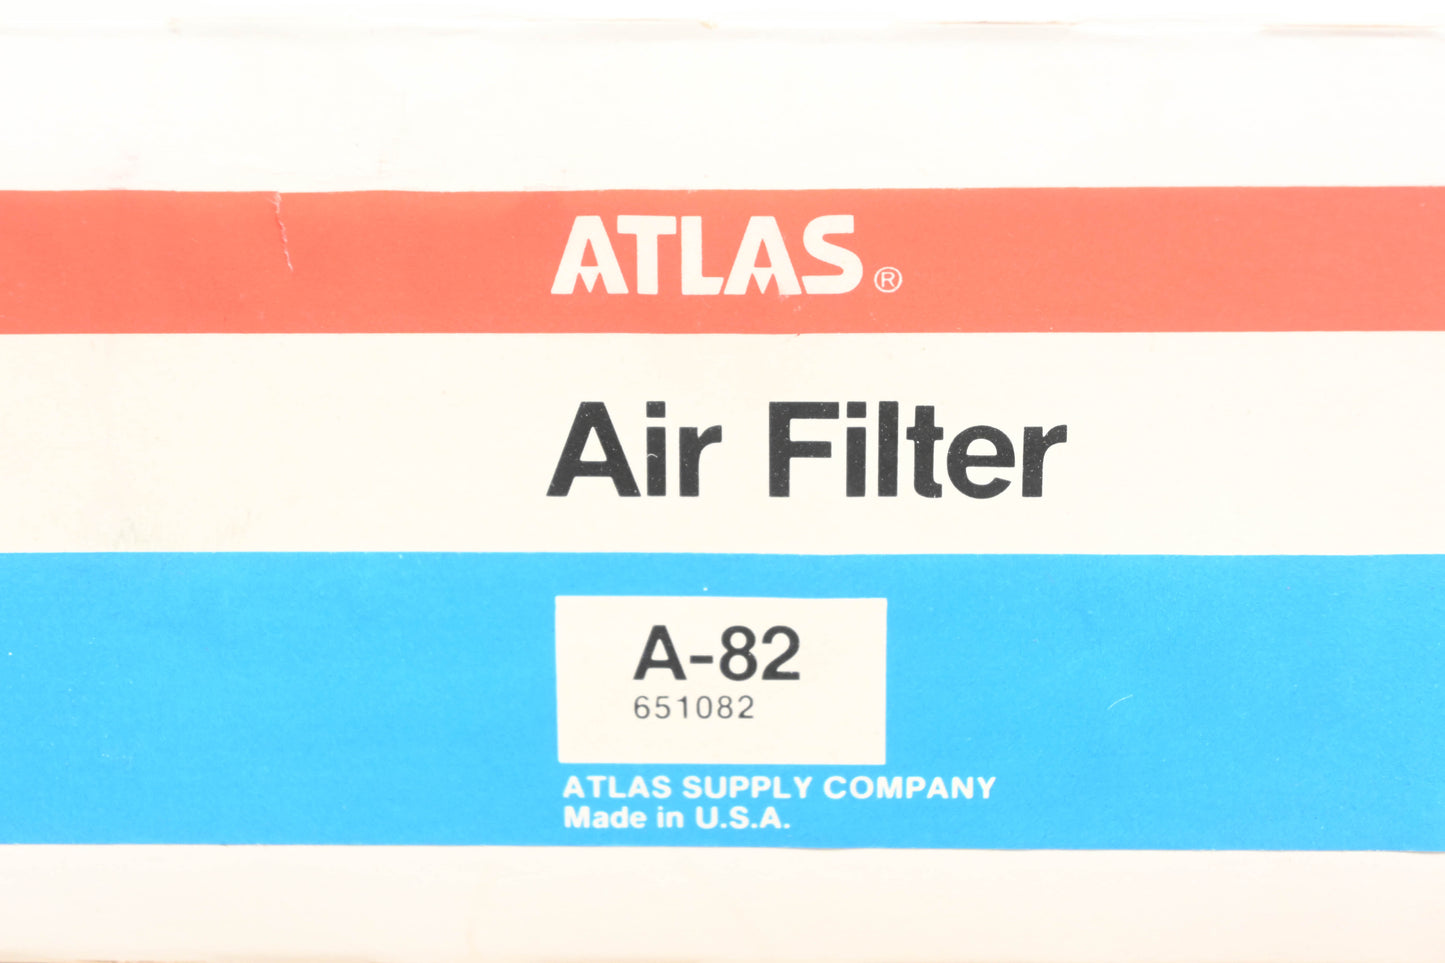 ATLAS®
Air Filter
A-82
651082
ATLAS SUPPLY COMPANY
Made in U.S.A.